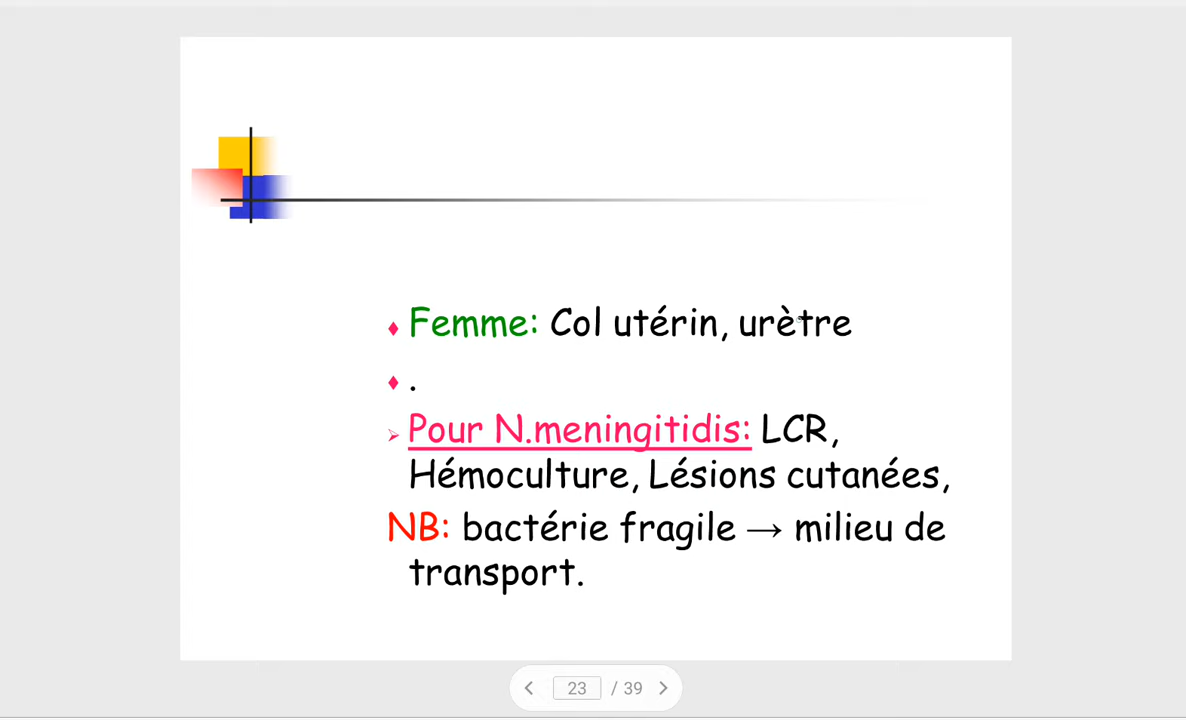 ♦ Femme: Col utérin, urètre
♦ .
➢ Pour N.meningitidis: LCR,
Hémoculture, Lésions cutanées,
NB: bactérie fragile → milieu de
transport.
23 / 39